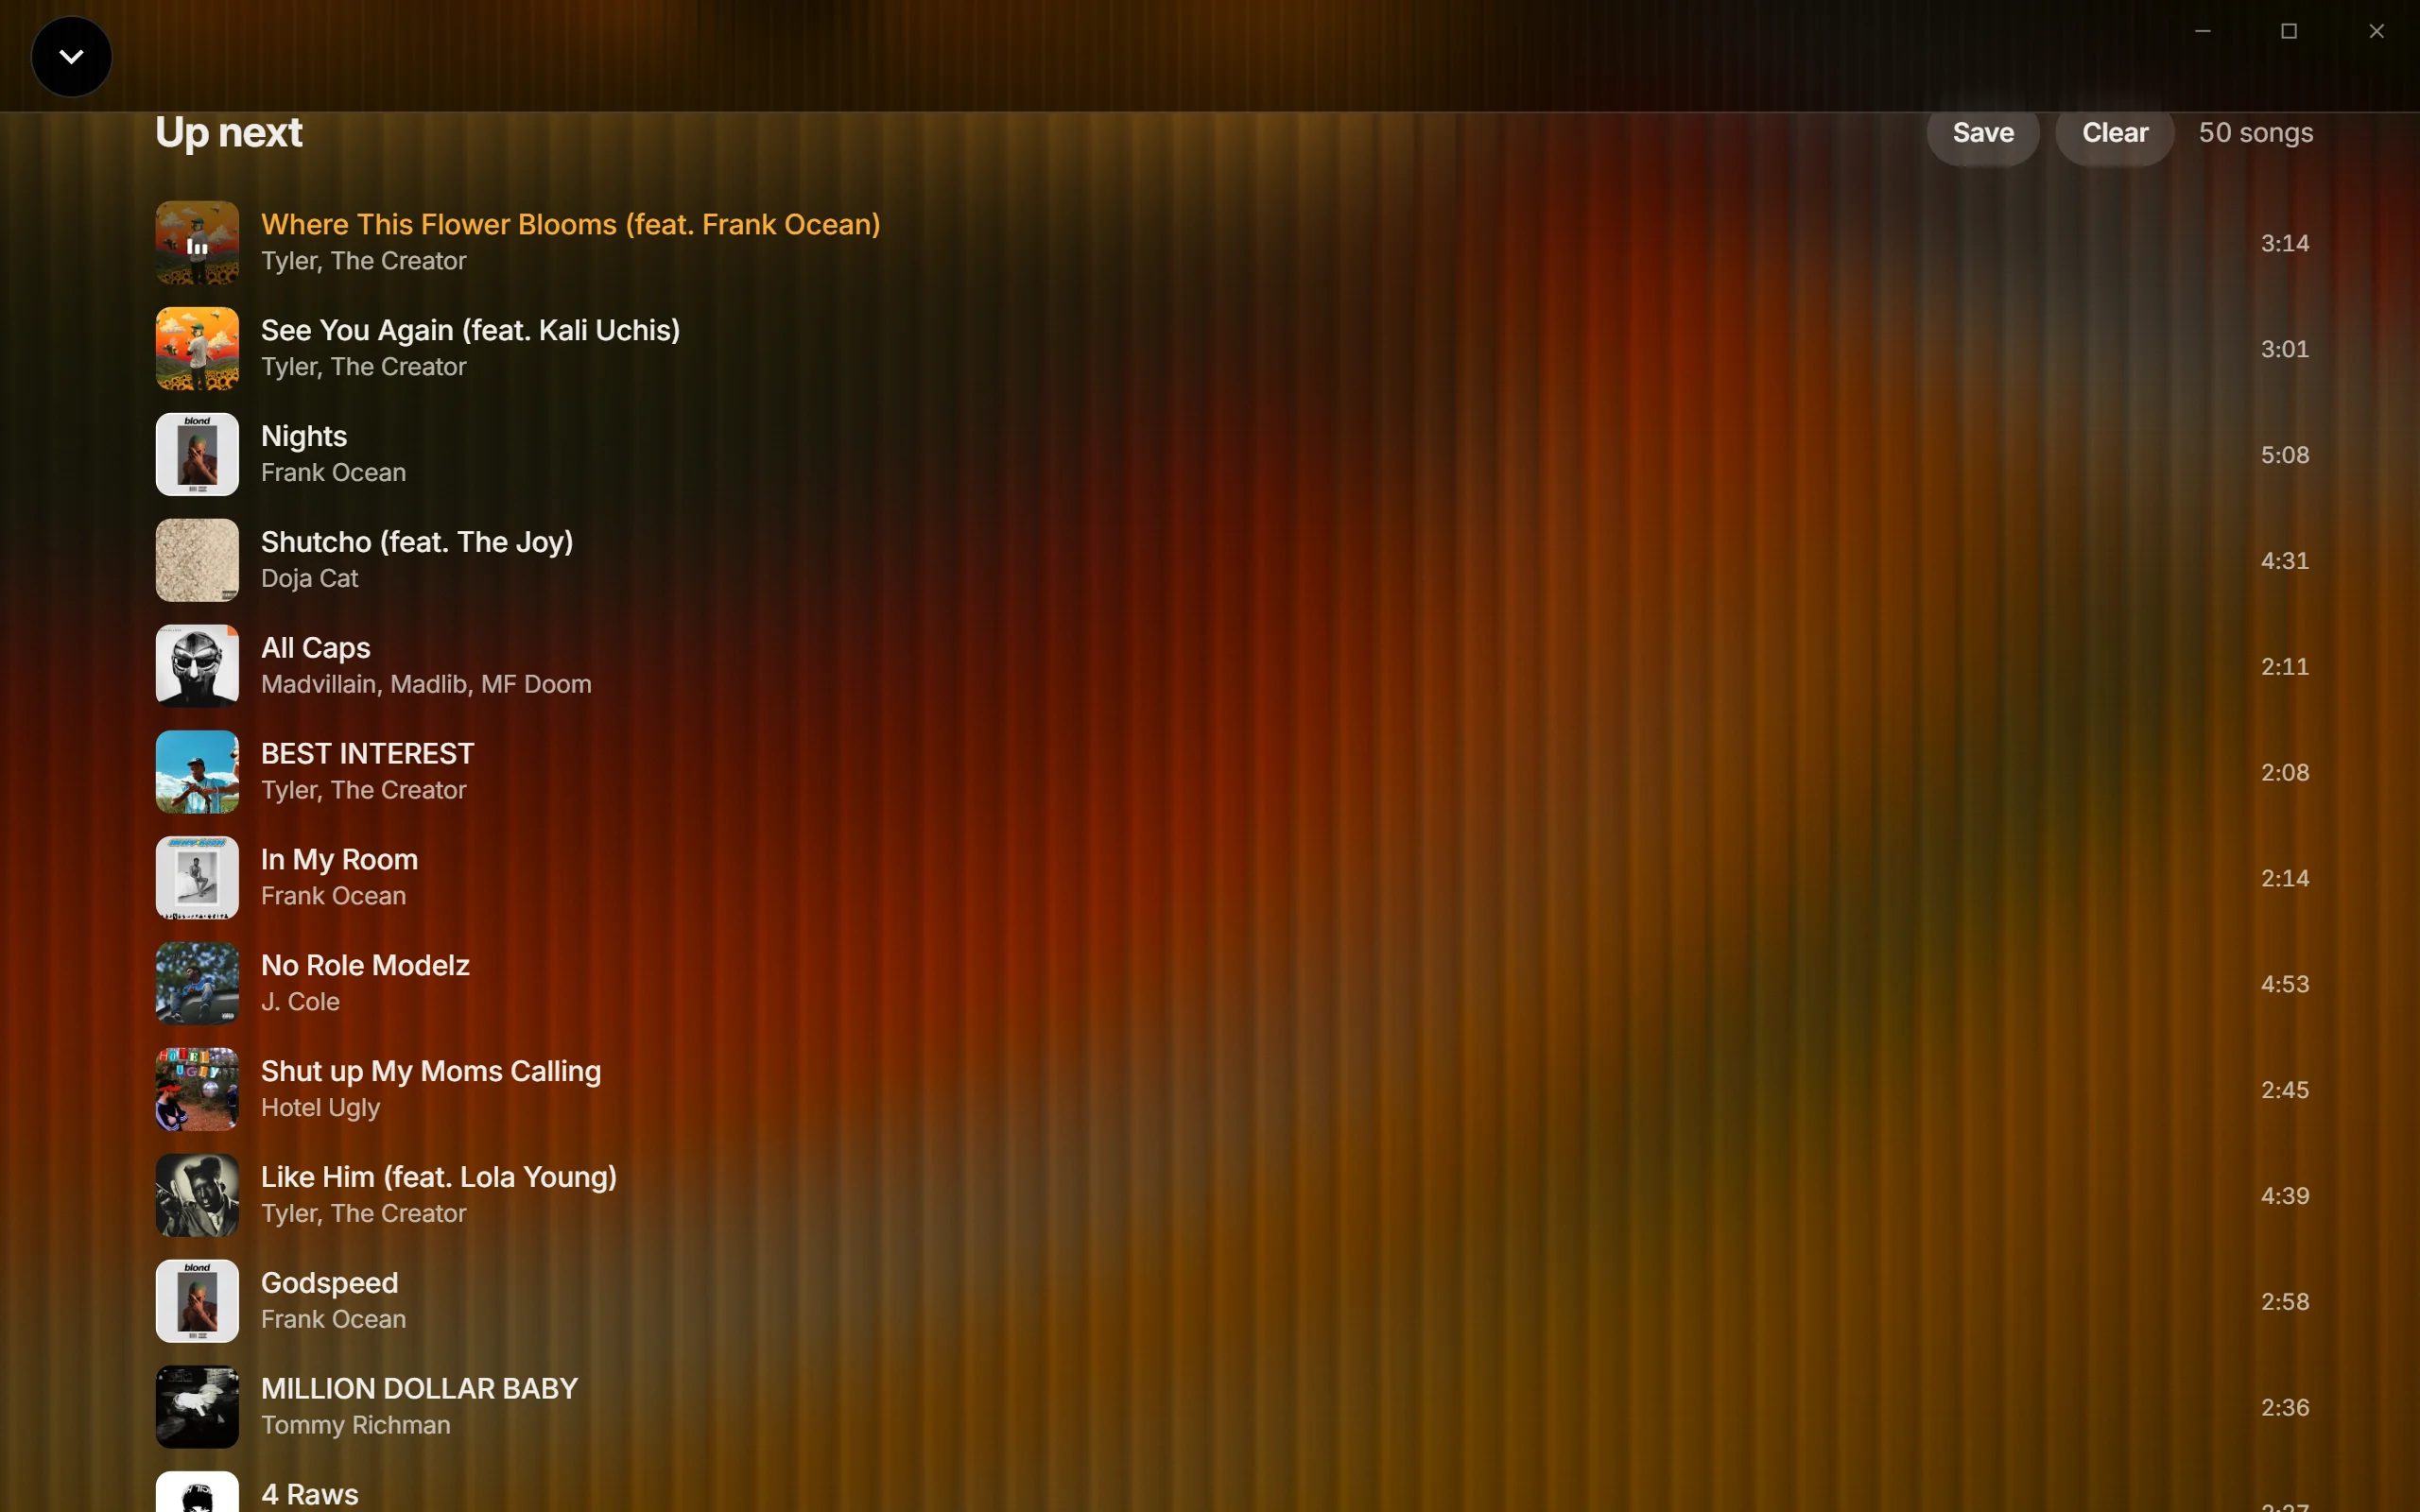 Up next
Save
Clear
50 songs
Where This Flower Blooms (feat. Frank Ocean)
Tyler, The Creator
3:14
See You Again (feat. Kali Uchis)
Tyler, The Creator
3:01
blond
Nights
Frank Ocean
5:08
Shutcho (feat. The Joy)
Doja Cat
4:31
All Caps
Madvillain, Madlib, MF Doom
2:11
BEST INTEREST
Tyler, The Creator
2:08
In My Room
Frank Ocean
2:14
No Role Modelz
J. Cole
4:53
HOTEL
UGLY
Shut up My Moms Calling
Hotel Ugly
2:45
Like Him (feat. Lola Young)
Tyler, The Creator
4:39
blond
Godspeed
Frank Ocean
2:58
MILLION DOLLAR BABY
Tommy Richman
2:36
4 Raws